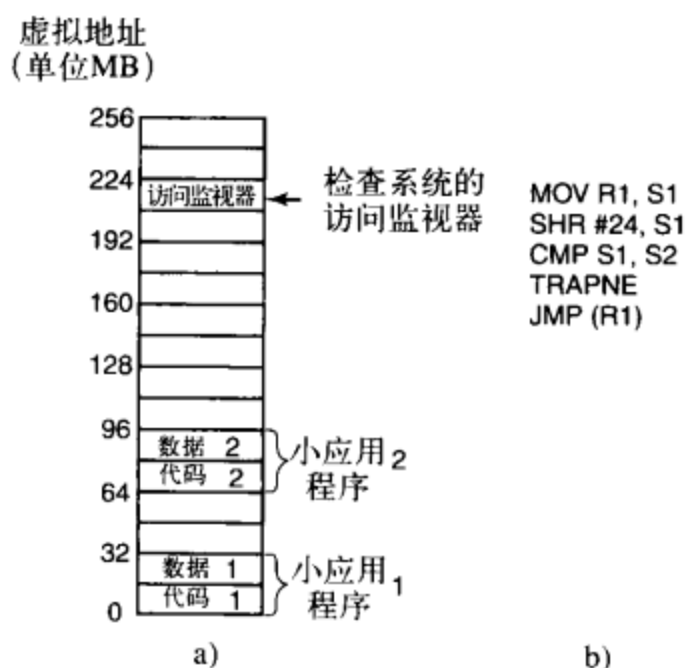 虚拟地址
(单位MB)
256
224
访问监视器
检查系统的
访问监视器
192
160
128
96
数据 2
代码 2
小应用2
程序
64
32
数据 1
代码 1
小应用1
程序
0
a)
MOV R1, S1
SHR #24, S1
CMP S1, S2
TRAPNE
JMP (R1)
b)